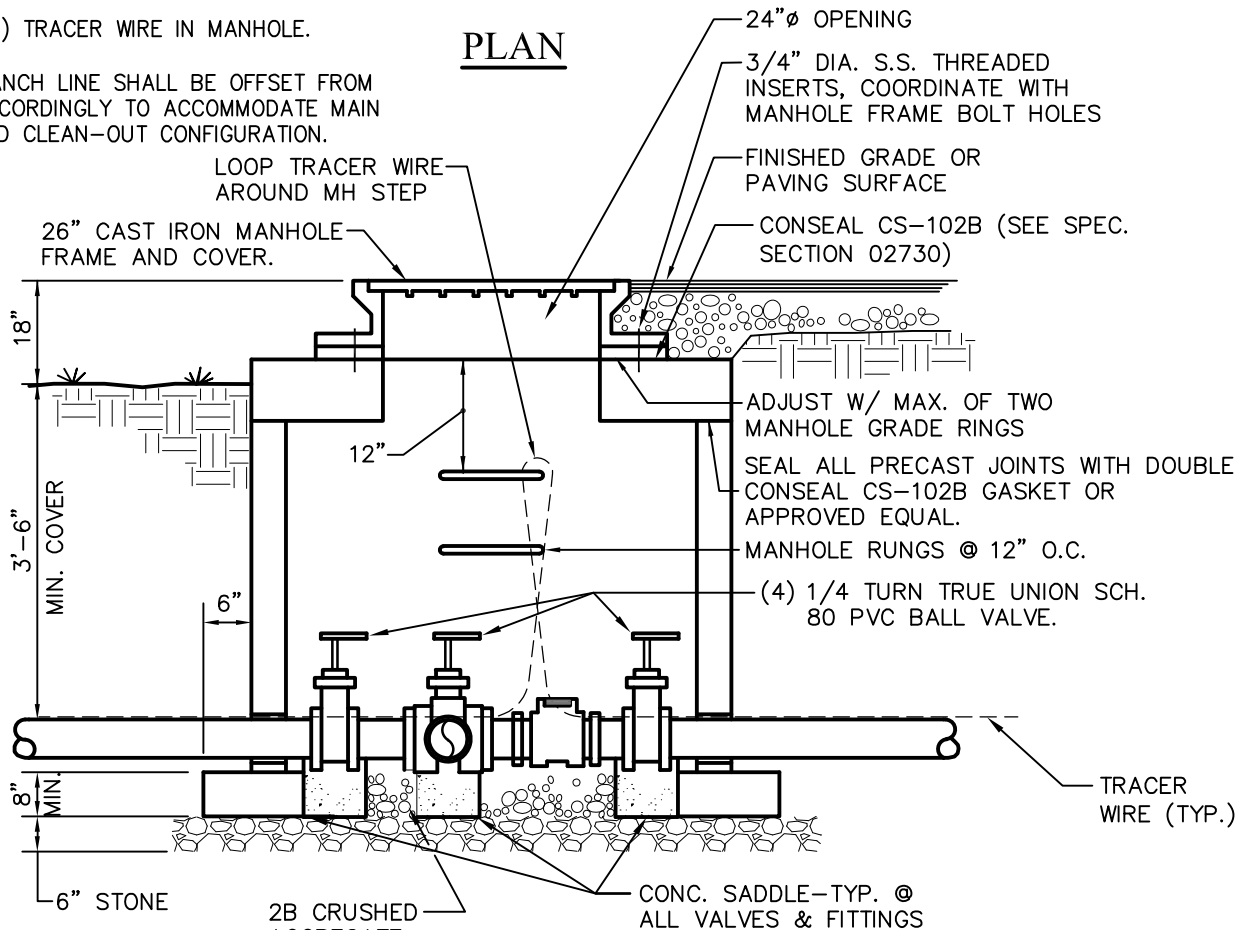 ) TRACER WIRE IN MANHOLE.
PLAN
LINE SHALL BE OFFSET FROM
TO ACCOMMODATE MAIN
CLEAN-OUT CONFIGURATION.
24"ø OPENING
3/4" DIA. S.S. THREADED
INSERTS, COORDINATE WITH
MANHOLE FRAME BOLT HOLES
LOOP TRACER WIRE
AROUND MH STEP
FINISHED GRADE OR
PAVING SURFACE
26" CAST IRON MANHOLE
FRAME AND COVER.
CONSEAL CS-102B (SEE SPEC.
SECTION 02730)
18"
ADJUST W/ MAX. OF TWO
MANHOLE GRADE RINGS
12"
SEAL ALL PRECAST JOINTS WITH DOUBLE
CONSEAL CS-102B GASKET OR
APPROVED EQUAL.
3'-6"
MIN. COVER
MANHOLE RUNGS @ 12" O.C.
6"
(4) 1/4 TURN TRUE UNION SCH.
80 PVC BALL VALVE.
8"
MIN.
TRACER
WIRE (TYP.)
6" STONE
2B CRUSHED
CONC. SADDLE-TYP. @
ALL VALVES & FITTINGS